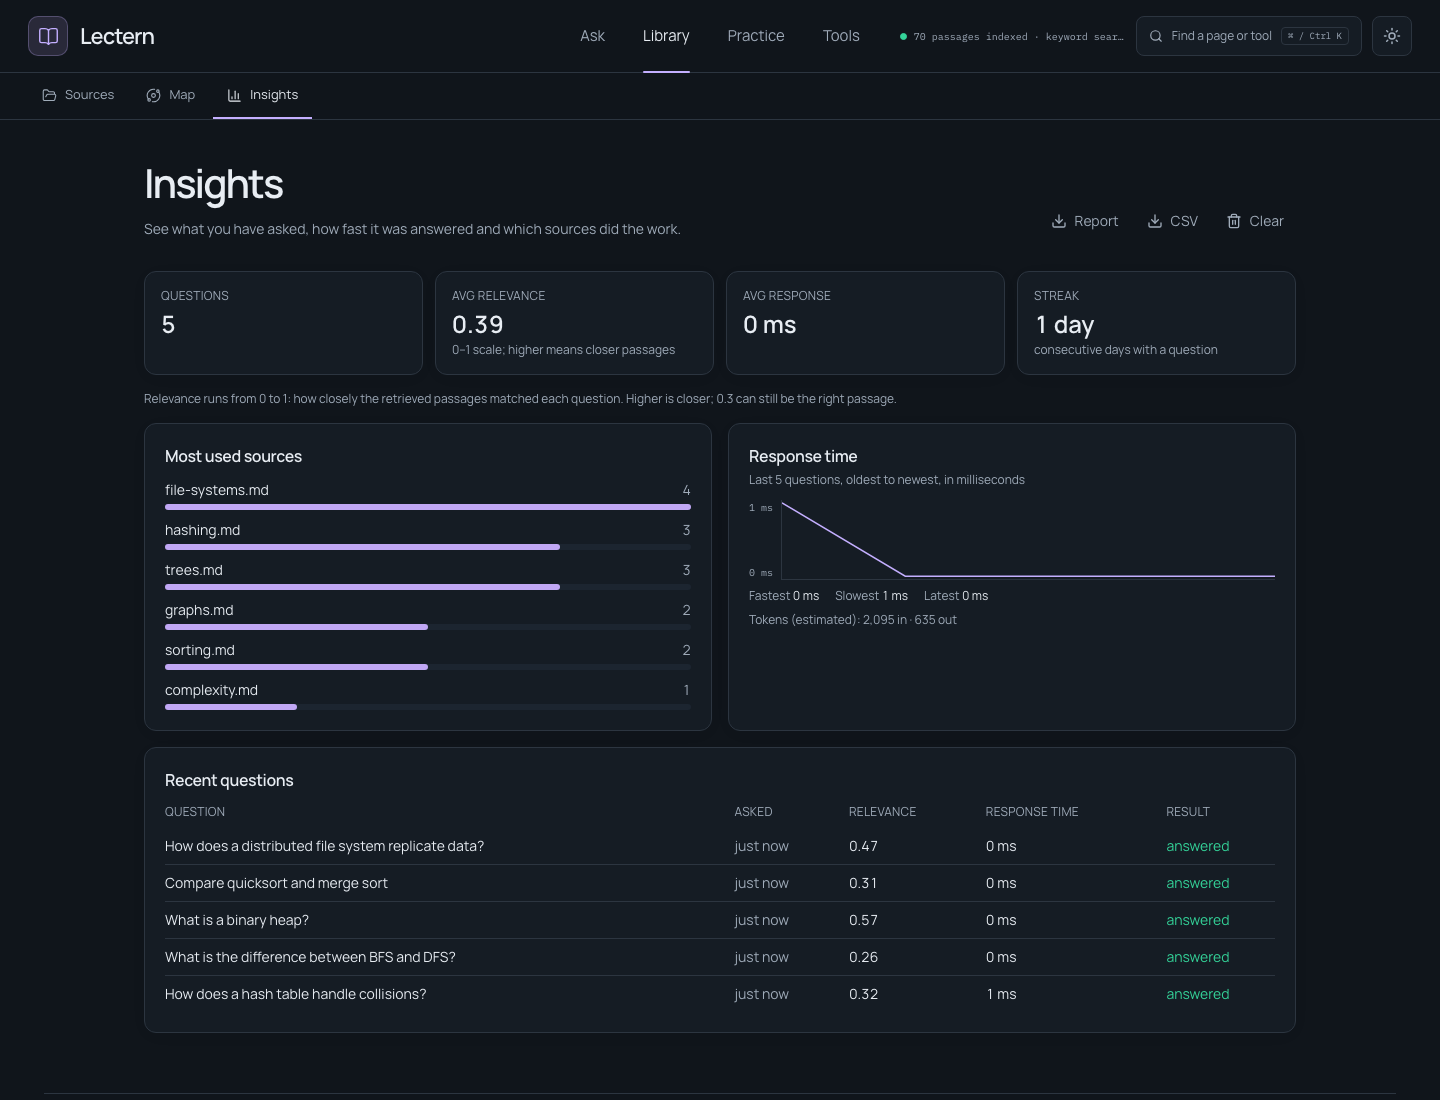 Lectern
Ask Library Practice Tools
70 passages indexed · keyword sear…
Find a page or tool ⌘ / Ctrl K
Sources Map Insights
Insights
See what you have asked, how fast it was answered and which sources did the work.
Report CSV Clear
QUESTIONS
5
AVG RELEVANCE
0.39
0–1 scale; higher means closer passages
AVG RESPONSE
0 ms
STREAK
1 day
consecutive days with a question
Relevance runs from 0 to 1: how closely the retrieved passages matched each question. Higher is closer; 0.3 can still be the right passage.
Most used sources
file-systems.md 4
hashing.md 3
trees.md 3
graphs.md 2
sorting.md 2
complexity.md 1
Response time
Last 5 questions, oldest to newest, in milliseconds
1 ms
0 ms
Fastest 0 ms Slowest 1 ms Latest 0 ms
Tokens (estimated): 2,095 in · 635 out
Recent questions
QUESTION ASKED RELEVANCE RESPONSE TIME RESULT
How does a distributed file system replicate data? just now 0.47 0 ms answered
Compare quicksort and merge sort just now 0.31 0 ms answered
What is a binary heap? just now 0.57 0 ms answered
What is the difference between BFS and DFS? just now 0.26 0 ms answered
How does a hash table handle collisions? just now 0.32 1 ms answered